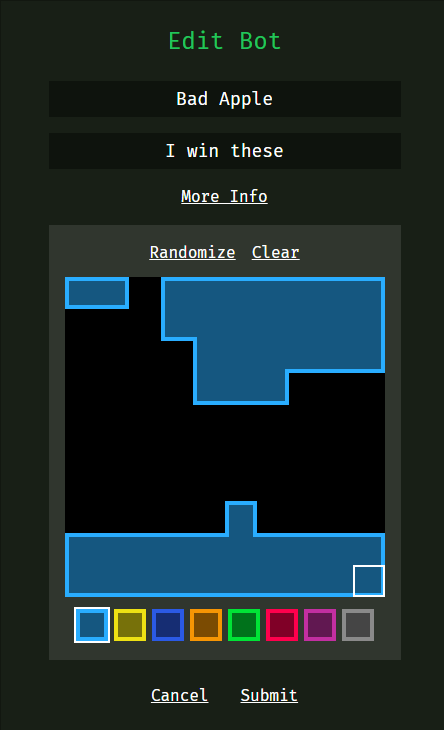 Edit Bot
Bad Apple
I win these
More Info
Randomize Clear
Cancel Submit